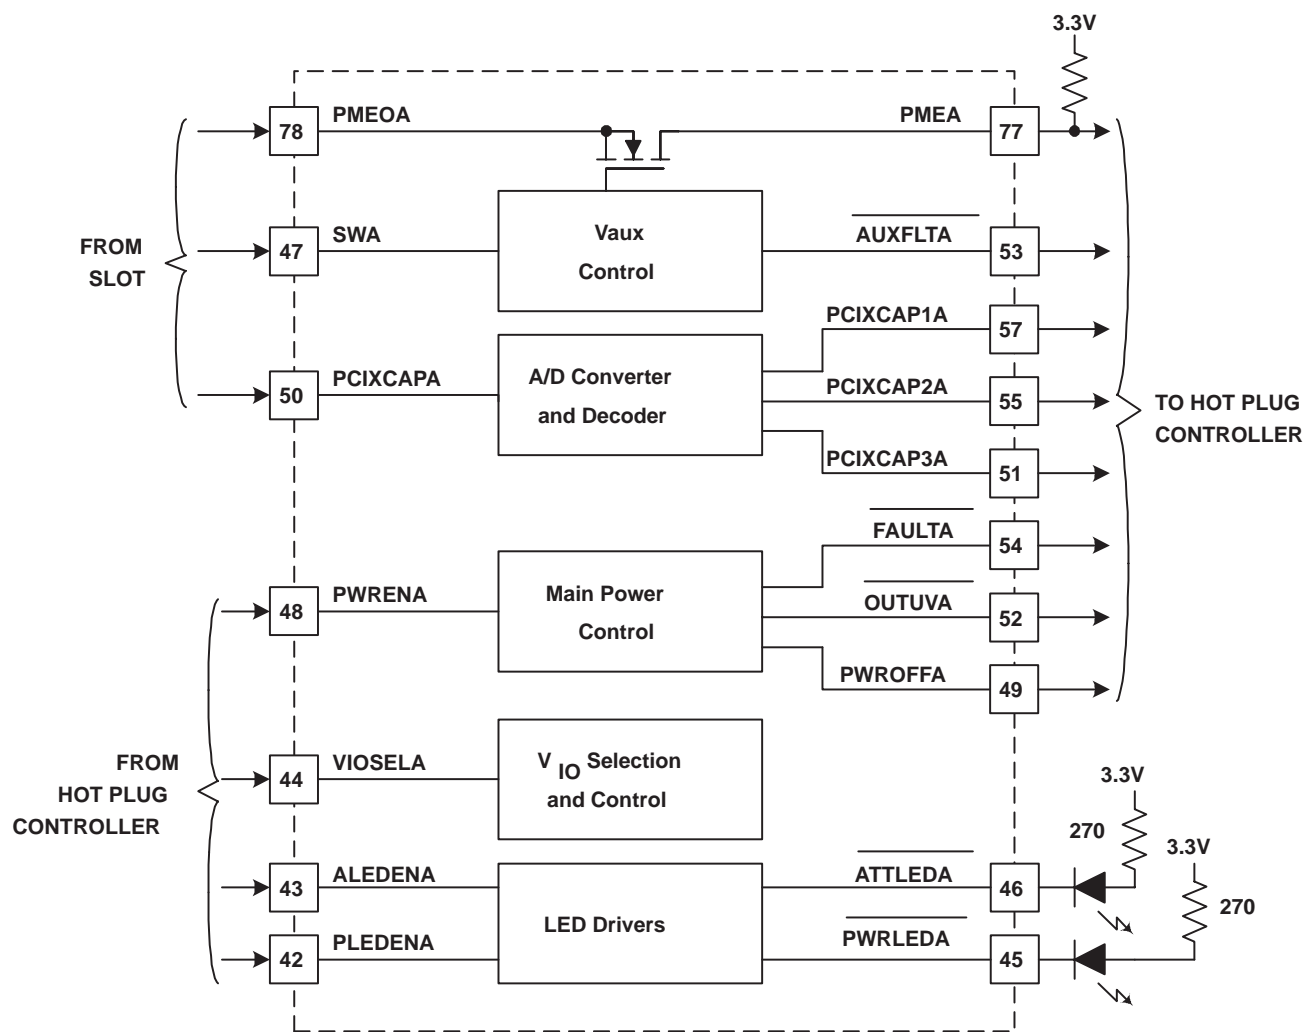 3.3V
78 PMEOA PMEA 77
FROM
SLOT
47 SWA
Vaux
Control
AUXFLTA 53
PCIXCAP1A 57
50 PCIXCAPA
A/D Converter
and Decoder
PCIXCAP2A 55
PCIXCAP3A 51
TO HOT PLUG
CONTROLLER
FAULTA 54
48 PWRENA
Main Power
Control
OUTUVA 52
PWROFFA 49
FROM
HOT PLUG
CONTROLLER
44 VIOSELA
V IO Selection
and Control
3.3V
270
3.3V
270
43 ALEDENA
LED Drivers
ATTLEDA 46
42 PLEDENA
PWRLEDA 45